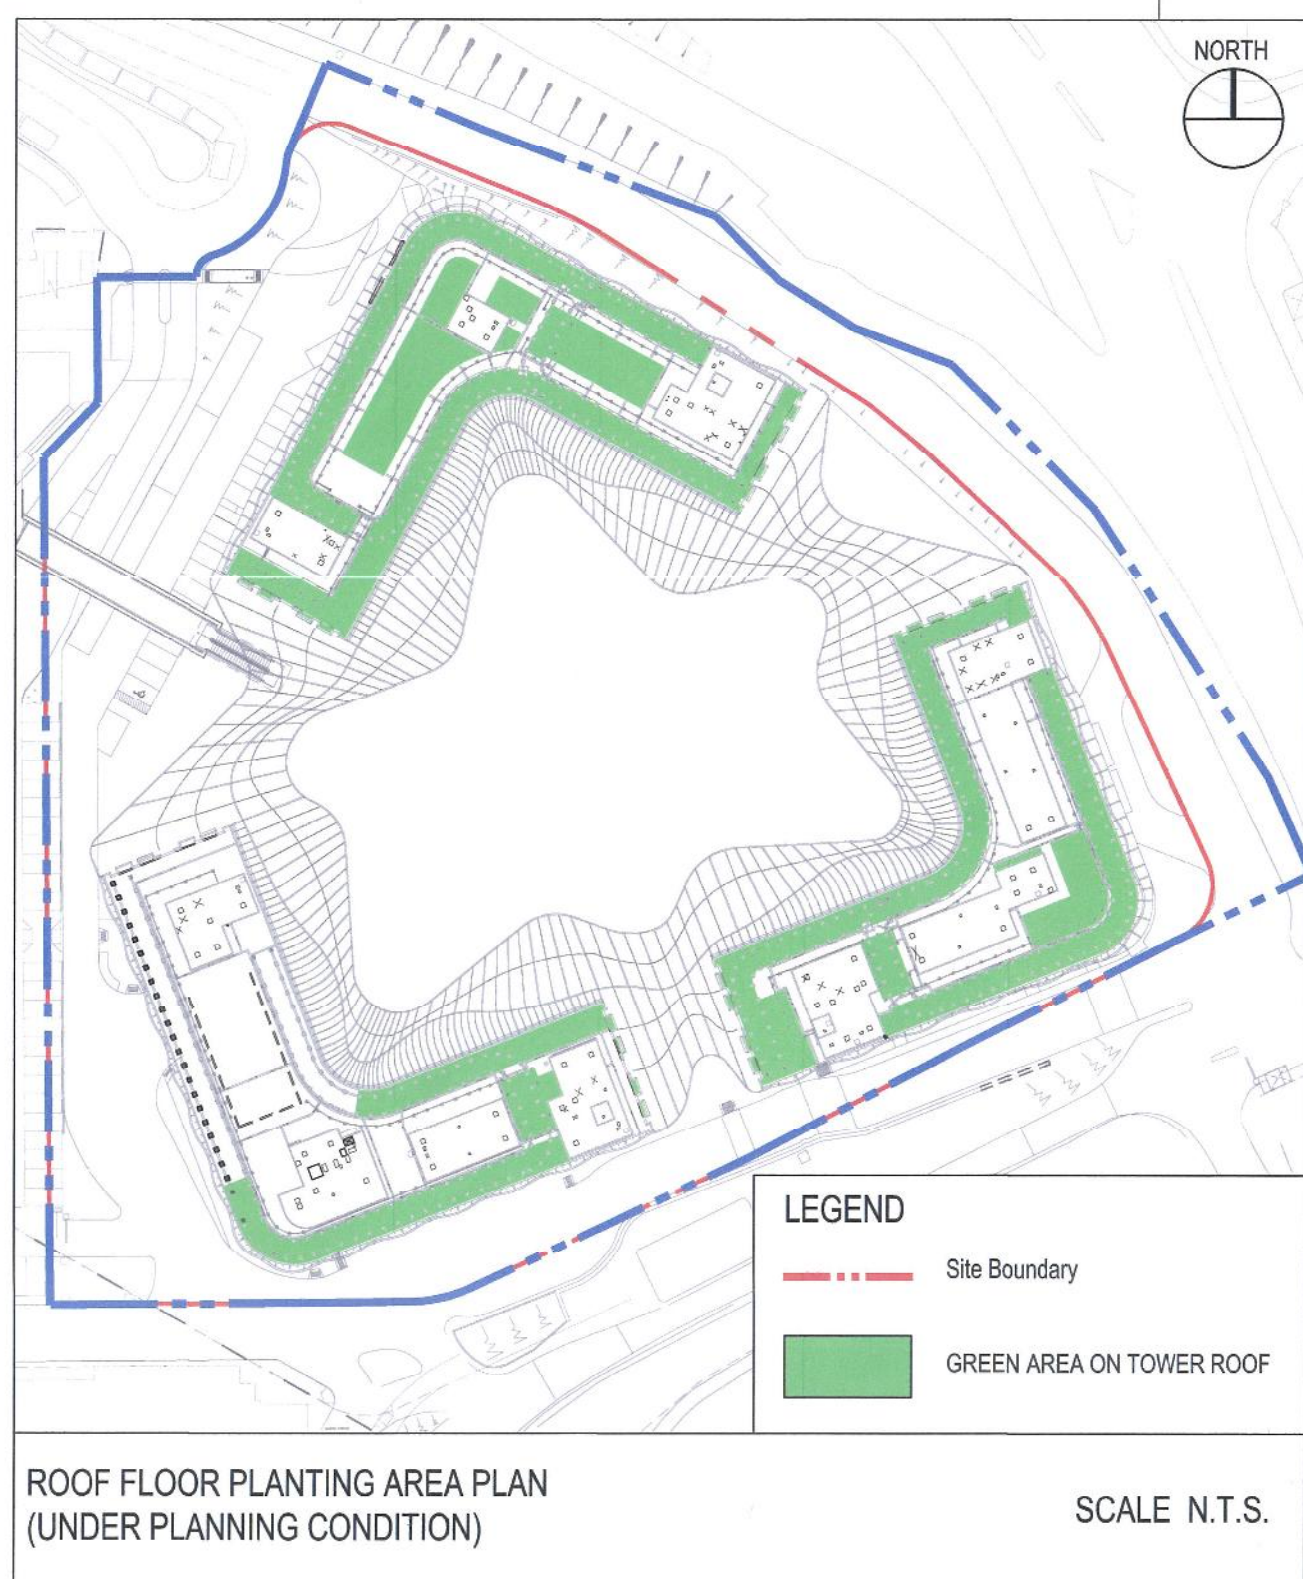 NORTH
LEGEND
Site Boundary
GREEN AREA ON TOWER ROOF
ROOF FLOOR PLANTING AREA PLAN
(UNDER PLANNING CONDITION)
SCALE N.T.S.